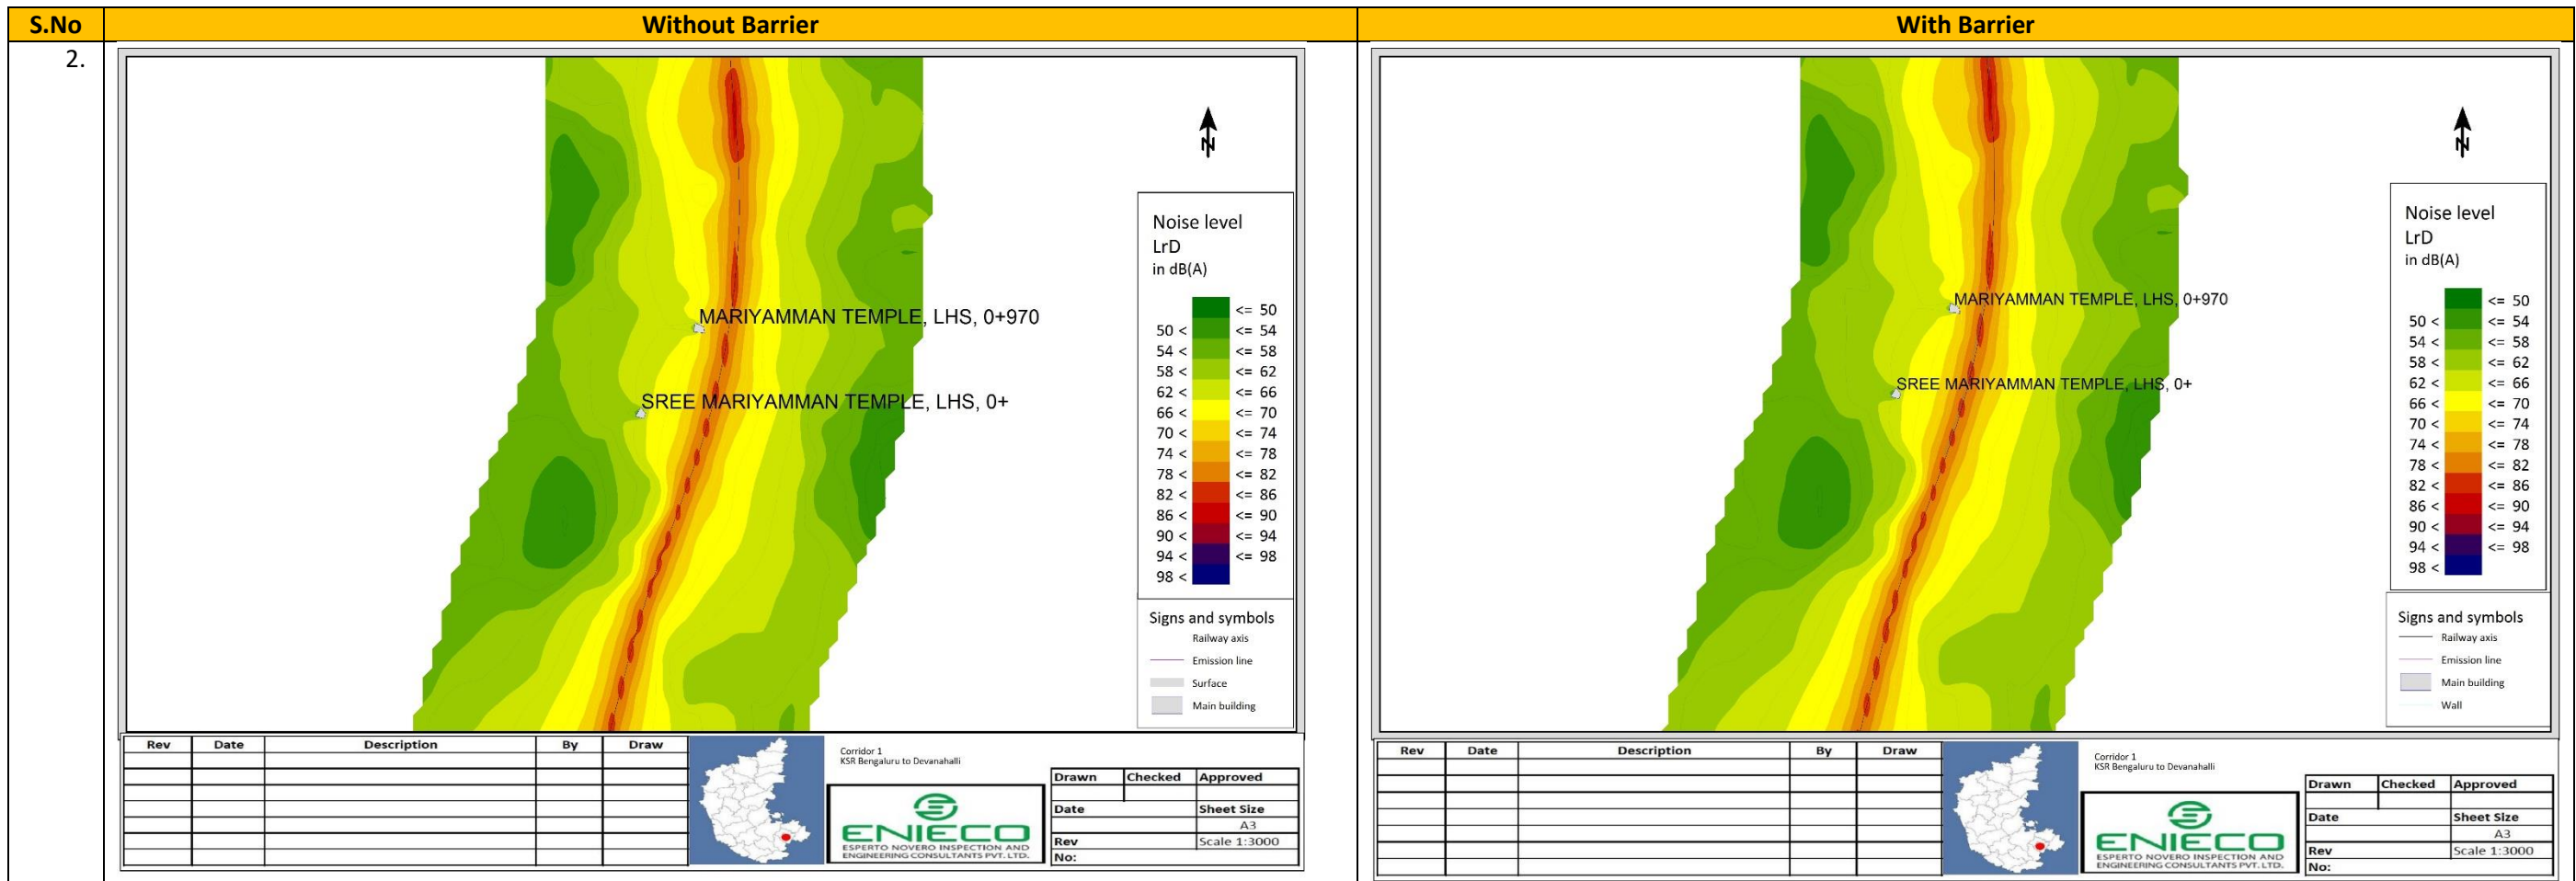 S.No Without Barrier With Barrier
2.
N
MARIYAMMAN TEMPLE, LHS, 0+970
SREE MARIYAMMAN TEMPLE, LHS, 0+
Noise level
LrD
in dB(A)
<= 50
50 < <= 54
54 < <= 58
58 < <= 62
62 < <= 66
66 < <= 70
70 < <= 74
74 < <= 78
78 < <= 82
82 < <= 86
86 < <= 90
90 < <= 94
94 < <= 98
98 <
Signs and symbols
Railway axis
Emission line
Surface
Main building
Rev Date Description By Draw
Corridor 1
KSR Bengaluru to Devanahalli
ENIECO
ESPERTO NOVERO INSPECTION AND
ENGINEERING CONSULTANTS PVT. LTD.
Drawn Checked Approved
Date Sheet Size
A3
Rev Scale 1:3000
No:
N
MARIYAMMAN TEMPLE, LHS, 0+970
SREE MARIYAMMAN TEMPLE, LHS, 0+
Noise level
LrD
in dB(A)
<= 50
50 < <= 54
54 < <= 58
58 < <= 62
62 < <= 66
66 < <= 70
70 < <= 74
74 < <= 78
78 < <= 82
82 < <= 86
86 < <= 90
90 < <= 94
94 < <= 98
98 <
Signs and symbols
Railway axis
Emission line
Main building
Wall
Rev Date Description By Draw
Corridor 1
KSR Bengaluru to Devanahalli
ENIECO
ESPERTO NOVERO INSPECTION AND
ENGINEERING CONSULTANTS PVT. LTD.
Drawn Checked Approved
Date Sheet Size
A3
Rev Scale 1:3000
No: